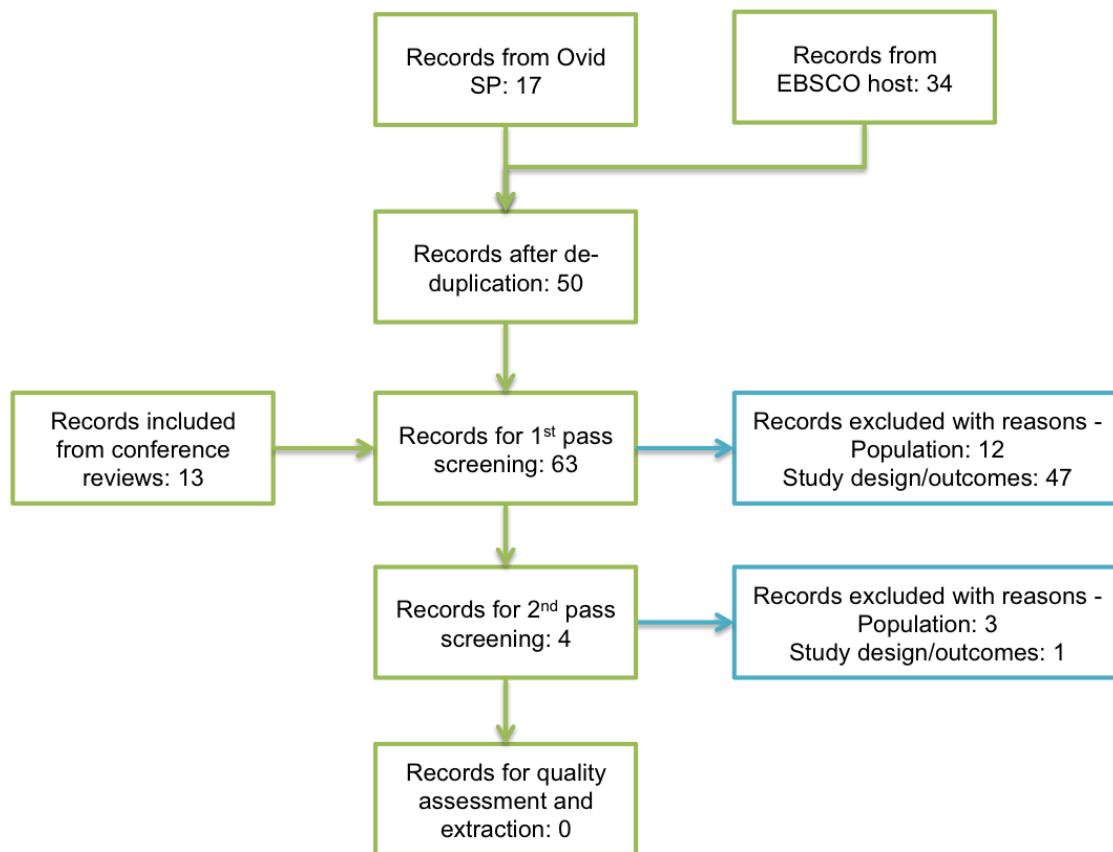 Records from Ovid
SP: 17
Records from
EBSCO host: 34
Records after de-
duplication: 50
Records included
from conference
reviews: 13
Records for 1st pass
screening: 63
Records excluded with reasons -
Population: 12
Study design/outcomes: 47
Records for 2nd pass
screening: 4
Records excluded with reasons -
Population: 3
Study design/outcomes: 1
Records for quality
assessment and
extraction: 0